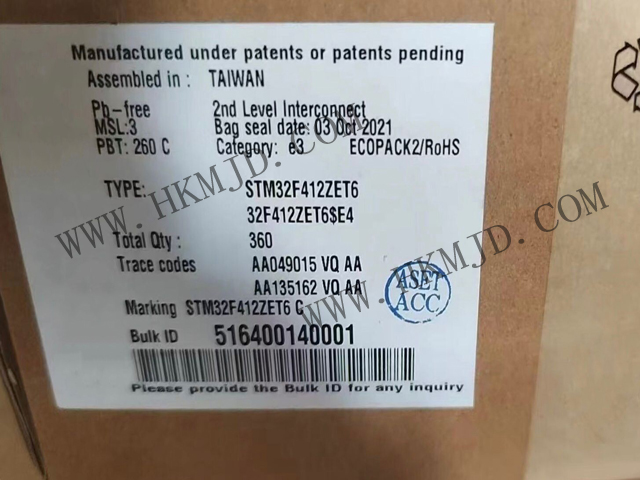 Manufactured under patents or patents pending
Assembled in : TAIWAN
Pb-free 2nd Level Interconnect
MSL:3 Bag seal date: 03 Oct 2021
PBT: 260 C Category: e3 ECOPACK2/RoHS
TYPE: STM32F412ZET6
32F412ZET6$E4
Total Qty : 360
Trace codes AA049015 VQ AA
AA135162 VQ AA
ASET
ACC
Marking STM32F412ZET6 G
Bulk ID 516400140001
Please provide the Bulk ID for any inquiry
WWW.HKMJD.COM
WWW.HKMJD.COM